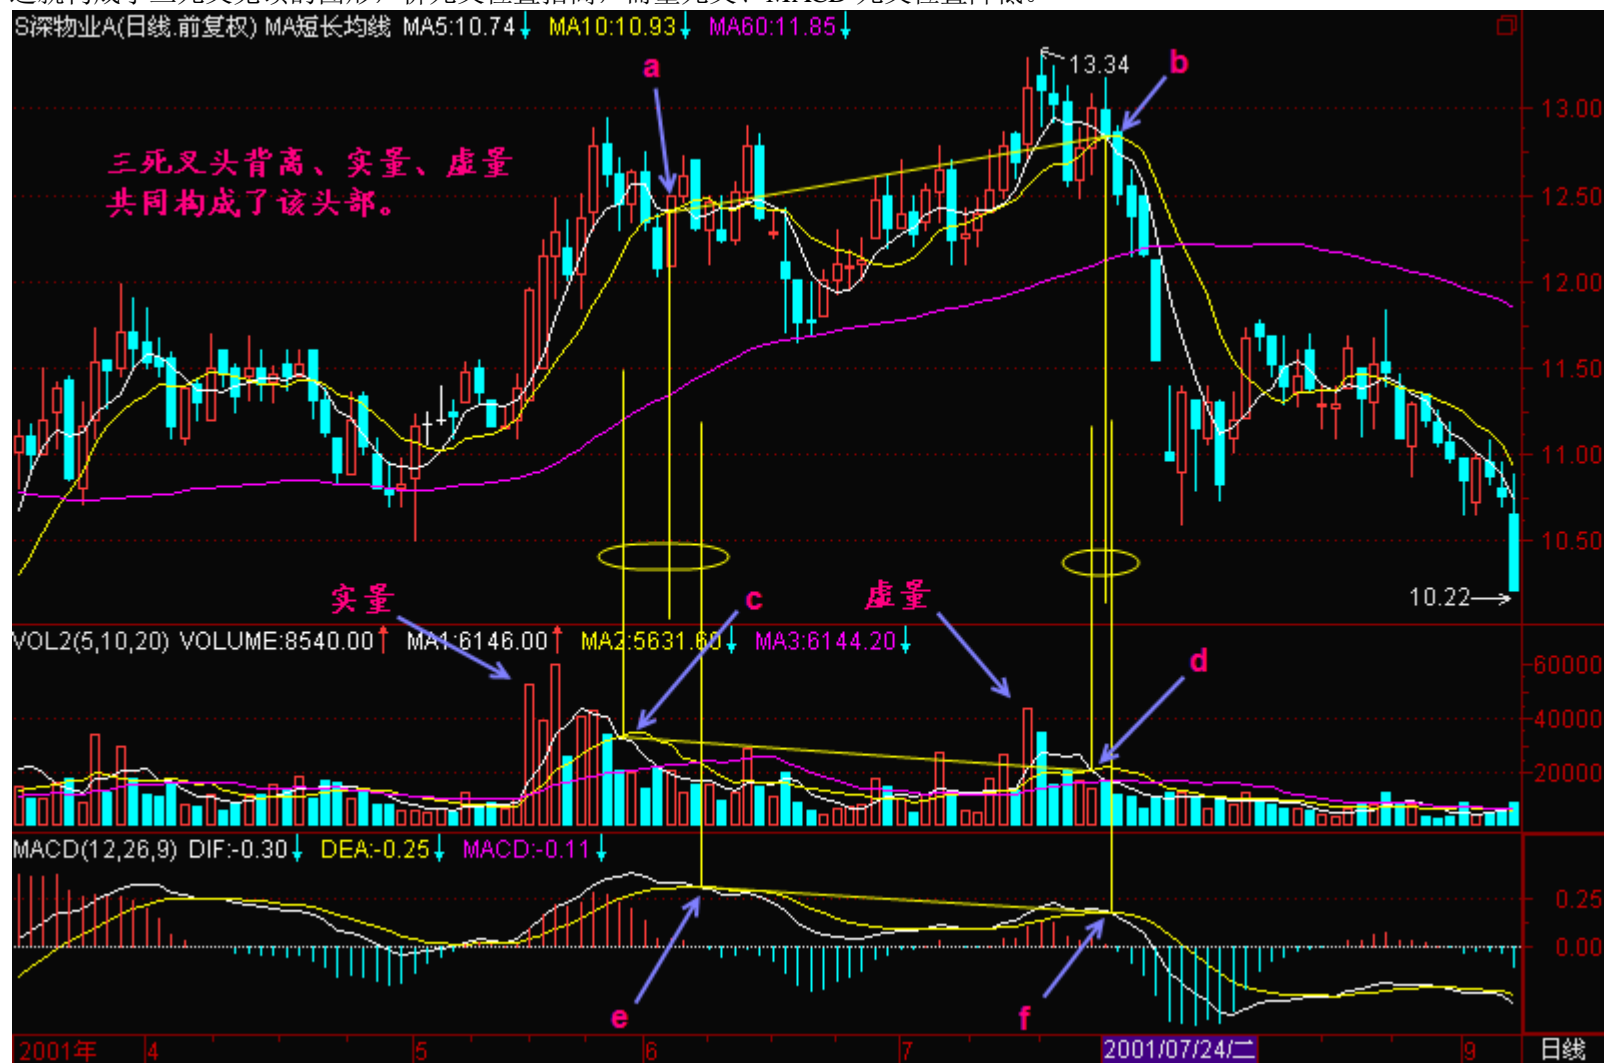 S深物业A(日线.前复权) MA短长均线 MA5:10.74↓ MA10:10.93↓ MA60:11.85↓
a
13.34
b
13.00
三死叉头背离、实量、虚量
共同构成了该头部。
12.50
12.00
11.50
11.00
10.50
实量
c
虚量
10.22
VOL2(5,10,20) VOLUME:8540.00↑ MA1:6146.00↑ MA2:5631.60↓ MA3:6144.20↓
d
60000
40000
20000
MACD(12,26,9) DIF:-0.30↓ DEA:-0.25↓ MACD:-0.11↓
0.25
0.00
e
f
2001年 4 5 6 7 2001/07/24/二 9 日线